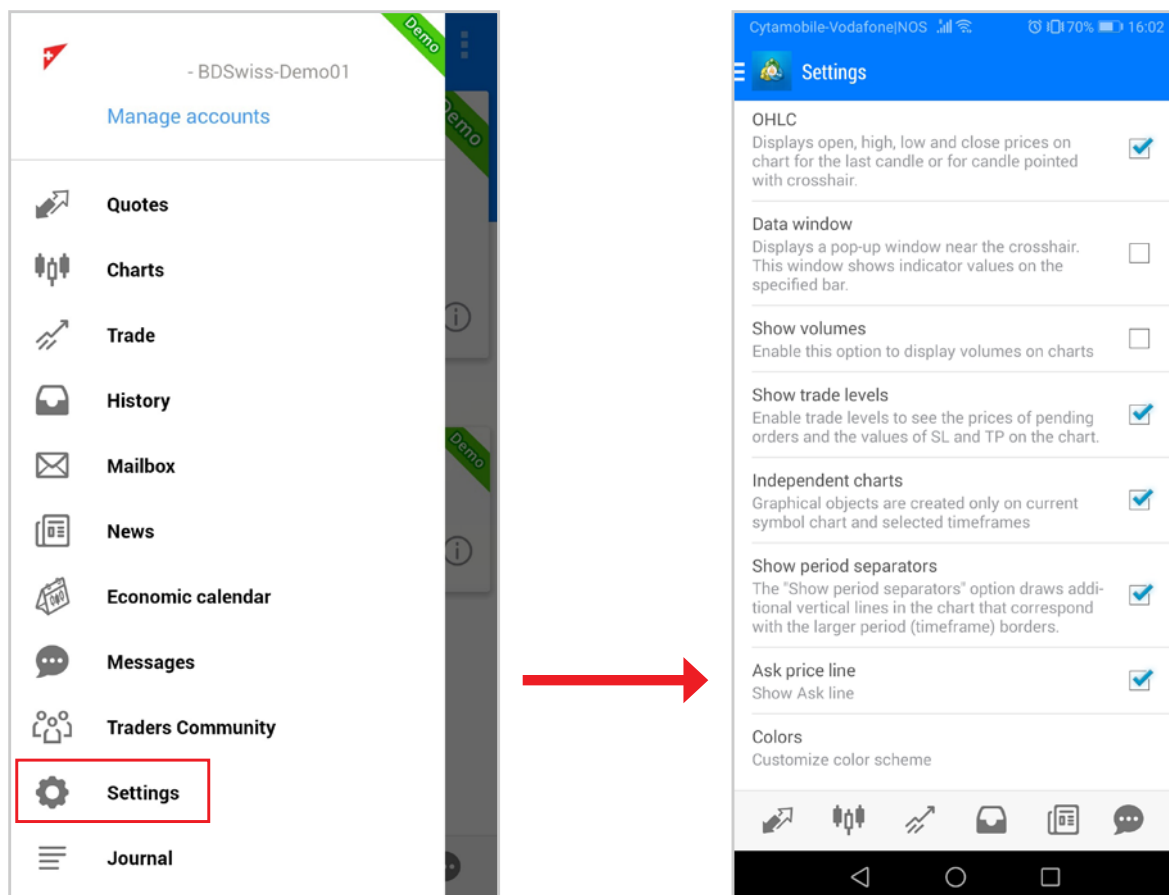 Demo
- BDSwiss-Demo01
Manage accounts
Demo
Quotes
Charts
Trade
History
Mailbox
Demo
News
Economic calendar
Messages
Traders Community
Settings
Journal
Cytamobile-Vodafone|NOS 70% 16:02
Settings
OHLC
Displays open, high, low and close prices on
chart for the last candle or for candle pointed
with crosshair.
Data window
Displays a pop-up window near the crosshair.
This window shows indicator values on the
specified bar.
Show volumes
Enable this option to display volumes on charts
Show trade levels
Enable trade levels to see the prices of pending
orders and the values of SL and TP on the chart.
Independent charts
Graphical objects are created only on current
symbol chart and selected timeframes
Show period separators
The "Show period separators" option draws addi-
tional vertical lines in the chart that correspond
with the larger period (timeframe) borders.
Ask price line
Show Ask line
Colors
Customize color scheme